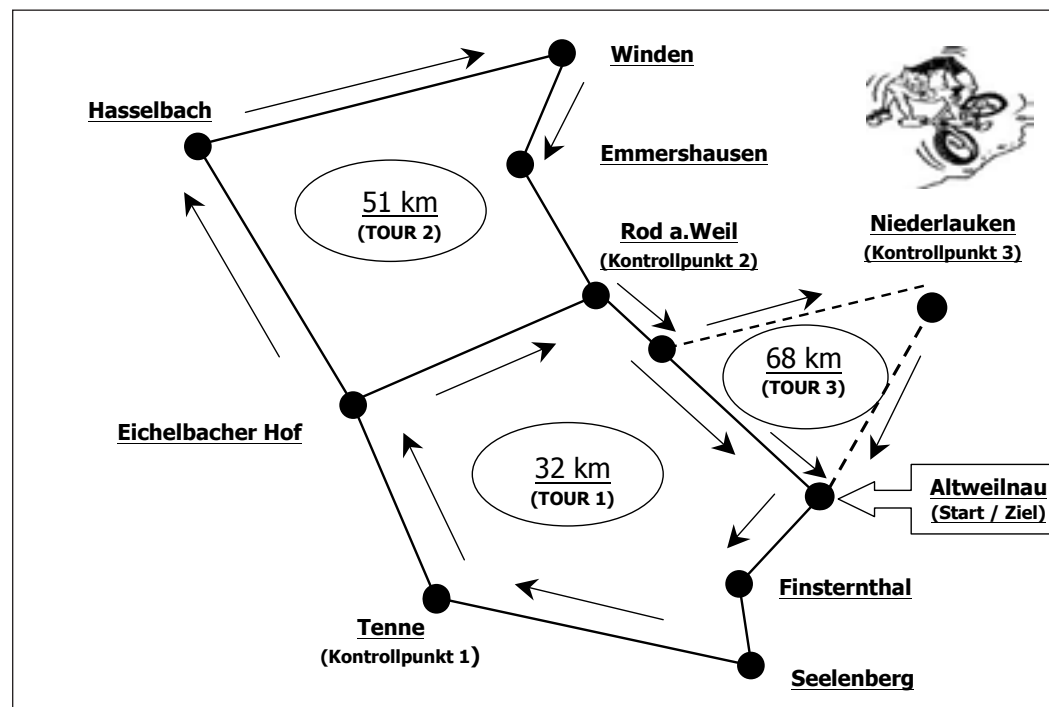 Winden
Hasselbach
Emmershausen
51 km
(TOUR 2)
Rod a.Weil
(Kontrollpunkt 2)
Niederlauken
(Kontrollpunkt 3)
68 km
(TOUR 3)
Eichelbacher Hof
32 km
(TOUR 1)
Altweilnau
(Start / Ziel)
Finsternthal
Tenne
(Kontrollpunkt 1)
Seelenberg